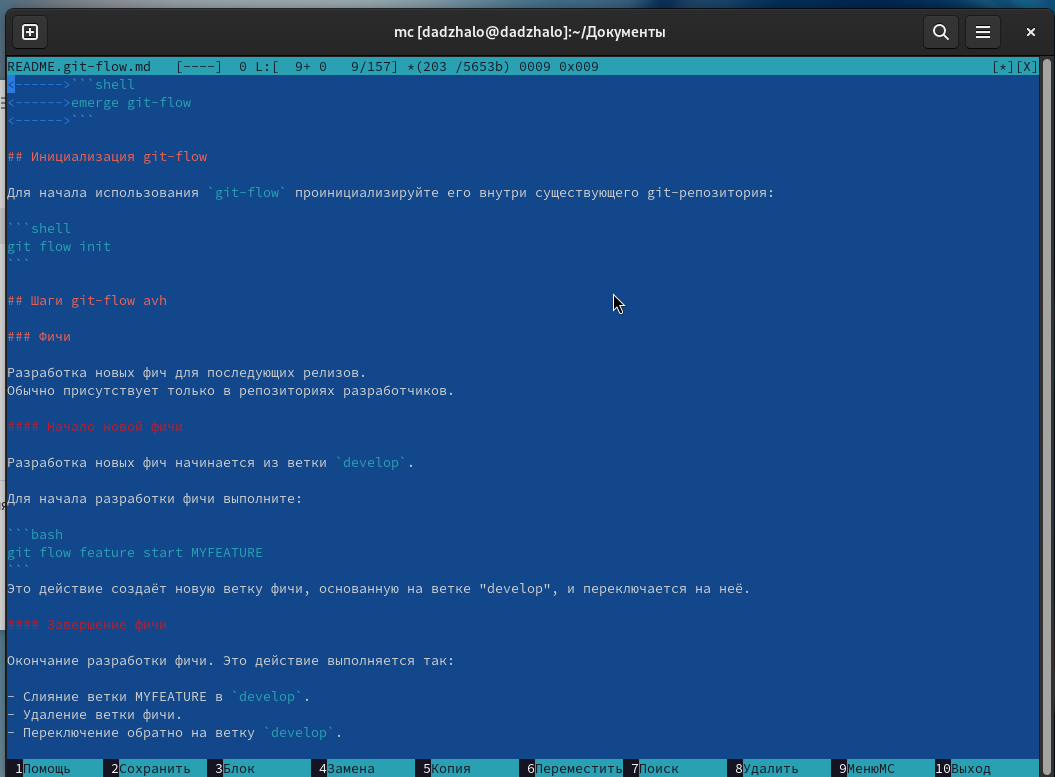 mc [dadzhalo@dadzhalo]:~/Документы
README.git-flow.md   [----]  0 L:[  9+ 0   9/157] *(203 /5653b) 0009 0x009                                                 [*][X]
<------>```shell
<------>emerge git-flow
<------>```
## Инициализация git-flow
Для начала использования `git-flow` проинициализируйте его внутри существующего git-репозитория:
```shell
git flow init
```
## Шаги git-flow avh
### Фичи
Разработка новых фич для последующих релизов.
Обычно присутствует только в репозиториях разработчиков.
#### Начало новой фичи
Разработка новых фич начинается из ветки `develop`.
Для начала разработки фичи выполните:
```bash
git flow feature start MYFEATURE
```
Это действие создаёт новую ветку фичи, основанную на ветке "develop", и переключается на неё.
#### Завершение фичи
Окончание разработки фичи. Это действие выполняется так:
- Слияние ветки MYFEATURE в `develop`.
- Удаление ветки фичи.
- Переключение обратно на ветку `develop`.
1Помощь 2Сохранить 3Блок 4Замена 5Копия 6Переместить 7Поиск 8Удалить 9МенюMC 10Выход